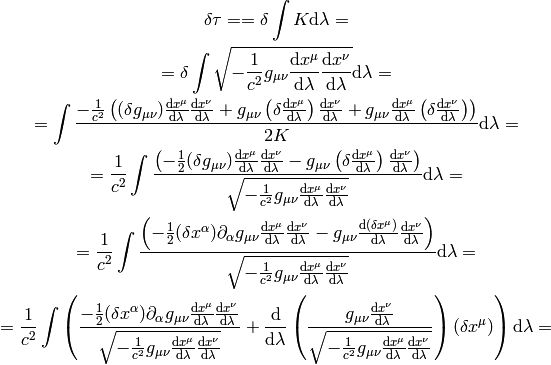 $\delta\tau == \delta \int K \mathrm{d}\lambda =$
$= \delta \int \sqrt{-\frac{1}{c^2} g_{\mu\nu} \frac{\mathrm{d}x^\mu}{\mathrm{d}\lambda} \frac{\mathrm{d}x^\nu}{\mathrm{d}\lambda}} \mathrm{d}\lambda =$
$= \int \frac{-\frac{1}{c^2} \left( (\delta g_{\mu\nu}) \frac{\mathrm{d}x^\mu}{\mathrm{d}\lambda} \frac{\mathrm{d}x^\nu}{\mathrm{d}\lambda} + g_{\mu\nu} \left( \delta \frac{\mathrm{d}x^\mu}{\mathrm{d}\lambda} \right) \frac{\mathrm{d}x^\nu}{\mathrm{d}\lambda} + g_{\mu\nu} \frac{\mathrm{d}x^\mu}{\mathrm{d}\lambda} \left( \delta \frac{\mathrm{d}x^\nu}{\mathrm{d}\lambda} \right) \right)}{2K} \mathrm{d}\lambda =$
$= \frac{1}{c^2} \int \frac{\left( -\frac{1}{2} (\delta g_{\mu\nu}) \frac{\mathrm{d}x^\mu}{\mathrm{d}\lambda} \frac{\mathrm{d}x^\nu}{\mathrm{d}\lambda} - g_{\mu\nu} \left( \delta \frac{\mathrm{d}x^\mu}{\mathrm{d}\lambda} \right) \frac{\mathrm{d}x^\nu}{\mathrm{d}\lambda} \right)}{\sqrt{-\frac{1}{c^2} g_{\mu\nu} \frac{\mathrm{d}x^\mu}{\mathrm{d}\lambda} \frac{\mathrm{d}x^\nu}{\mathrm{d}\lambda}}} \mathrm{d}\lambda =$
$= \frac{1}{c^2} \int \frac{\left( -\frac{1}{2} (\delta x^\alpha) \partial_\alpha g_{\mu\nu} \frac{\mathrm{d}x^\mu}{\mathrm{d}\lambda} \frac{\mathrm{d}x^\nu}{\mathrm{d}\lambda} - g_{\mu\nu} \frac{\mathrm{d}(\delta x^\mu)}{\mathrm{d}\lambda} \frac{\mathrm{d}x^\nu}{\mathrm{d}\lambda} \right)}{\sqrt{-\frac{1}{c^2} g_{\mu\nu} \frac{\mathrm{d}x^\mu}{\mathrm{d}\lambda} \frac{\mathrm{d}x^\nu}{\mathrm{d}\lambda}}} \mathrm{d}\lambda =$
$= \frac{1}{c^2} \int \left( \frac{-\frac{1}{2} (\delta x^\alpha) \partial_\alpha g_{\mu\nu} \frac{\mathrm{d}x^\mu}{\mathrm{d}\lambda} \frac{\mathrm{d}x^\nu}{\mathrm{d}\lambda}}{\sqrt{-\frac{1}{c^2} g_{\mu\nu} \frac{\mathrm{d}x^\mu}{\mathrm{d}\lambda} \frac{\mathrm{d}x^\nu}{\mathrm{d}\lambda}}} + \frac{\mathrm{d}}{\mathrm{d}\lambda} \left( \frac{g_{\mu\nu} \frac{\mathrm{d}x^\nu}{\mathrm{d}\lambda}}{\sqrt{-\frac{1}{c^2} g_{\mu\nu} \frac{\mathrm{d}x^\mu}{\mathrm{d}\lambda} \frac{\mathrm{d}x^\nu}{\mathrm{d}\lambda}}} \right) (\delta x^\mu) \right) \mathrm{d}\lambda =$